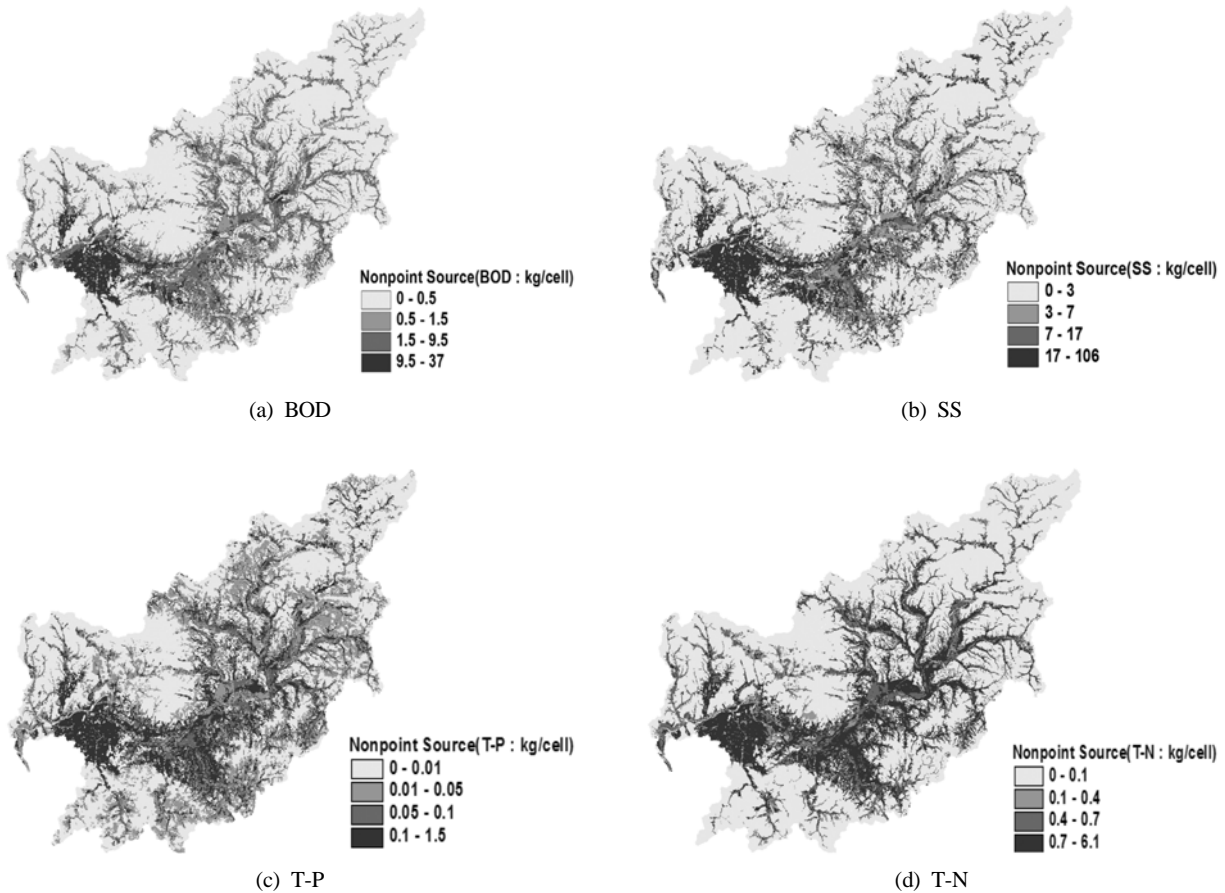 Nonpoint Source(BOD : kg/cell)
0 - 0.5
0.5 - 1.5
1.5 - 9.5
9.5 - 37
(a) BOD
Nonpoint Source(SS : kg/cell)
0 - 3
3 - 7
7 - 17
17 - 106
(b) SS
Nonpoint Source(T-P : kg/cell)
0 - 0.01
0.01 - 0.05
0.05 - 0.1
0.1 - 1.5
(c) T-P
Nonpoint Source(T-N : kg/cell)
0 - 0.1
0.1 - 0.4
0.4 - 0.7
0.7 - 6.1
(d) T-N